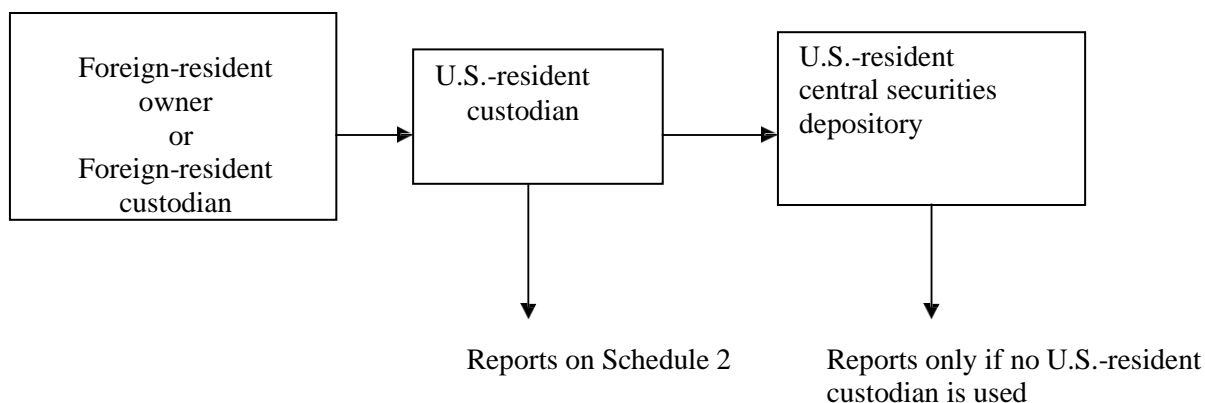 Foreign-resident
owner
or
Foreign-resident
custodian
U.S.-resident
custodian
U.S.-resident
central securities
depository
Reports on Schedule 2
Reports only if no U.S.-resident
custodian is used